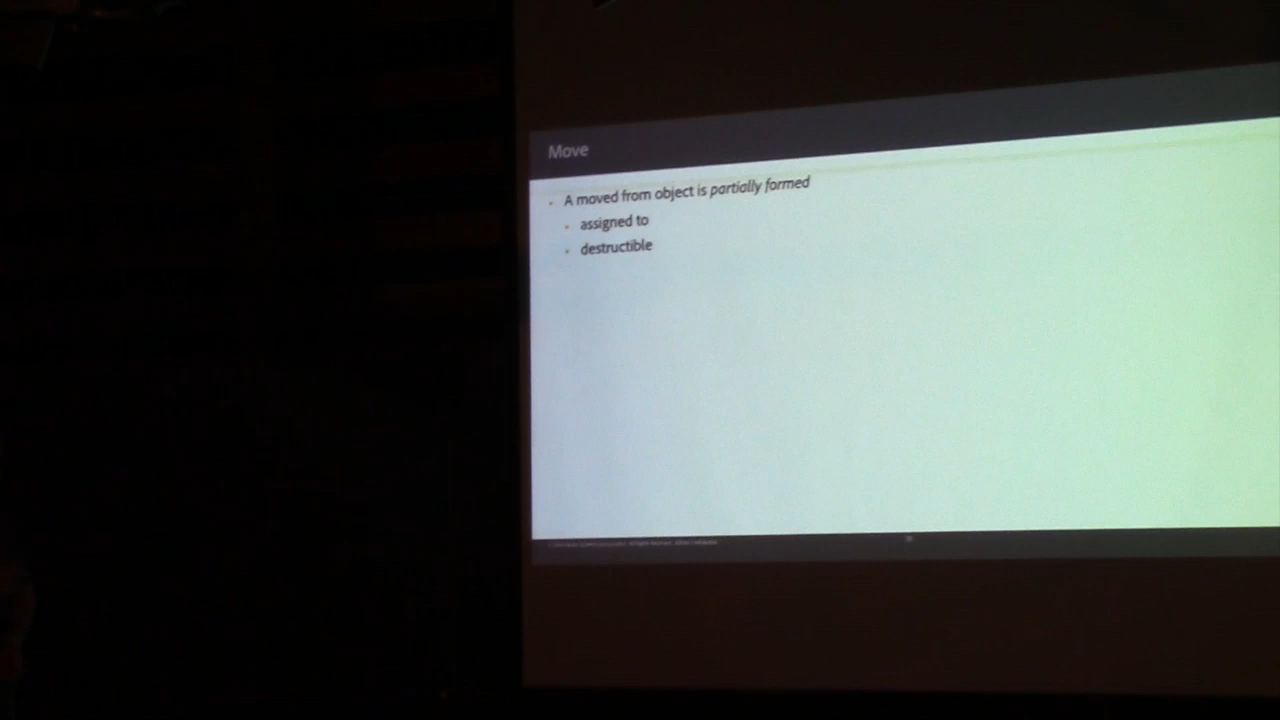 Move
A moved from object is partially formed
assigned to
destructible